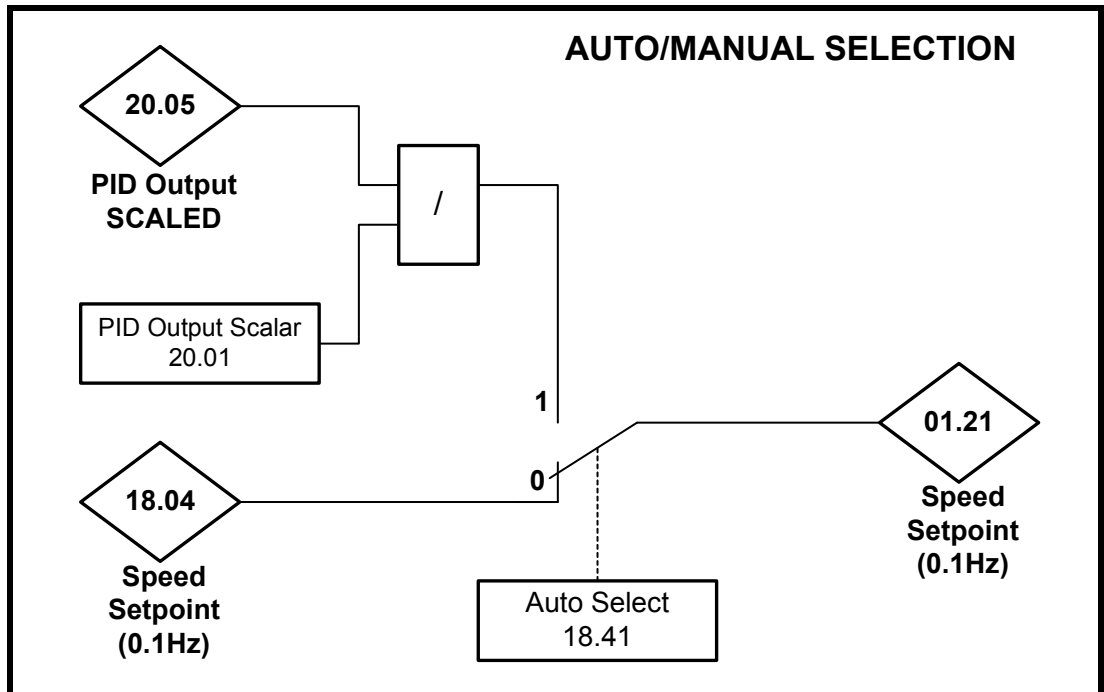 AUTO/MANUAL SELECTION
20.05
PID Output
SCALED
/
PID Output Scalar
20.01
1
0
18.04
Speed
Setpoint
(0.1Hz)
Auto Select
18.41
01.21
Speed
Setpoint
(0.1Hz)